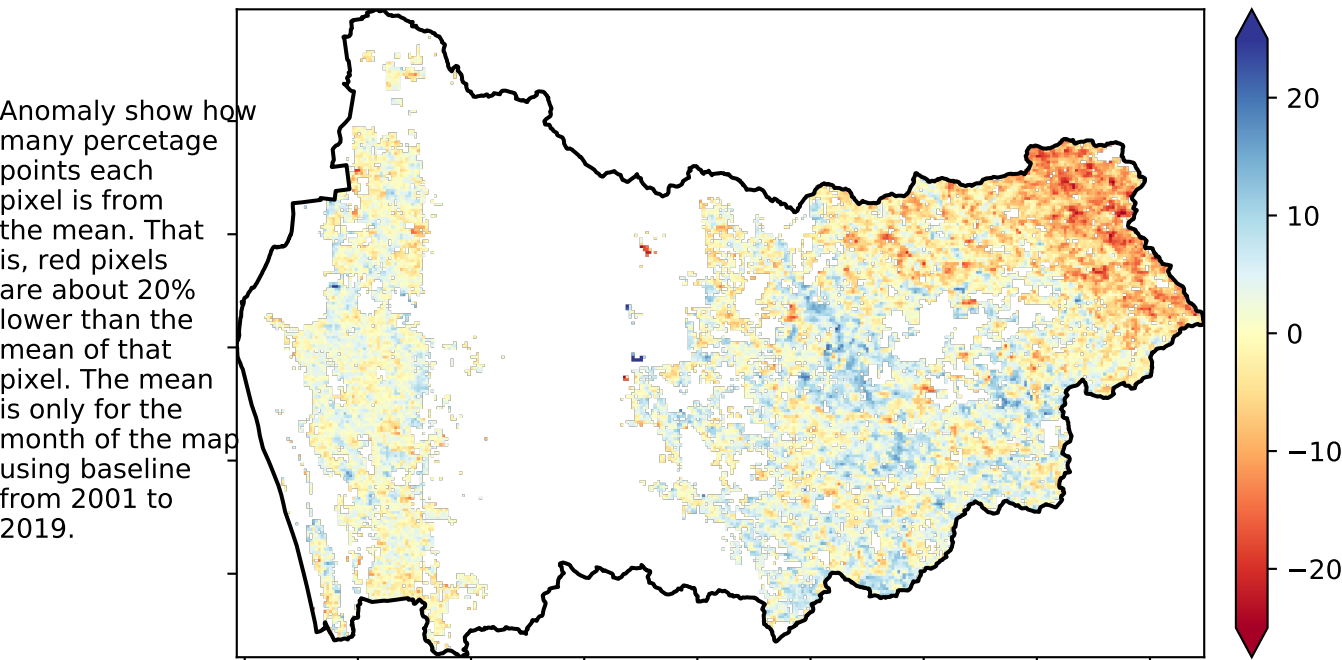 Anomaly show how
many percetage
points each
pixel is from
the mean. That
is, red pixels
are about 20%
lower than the
mean of that
pixel. The mean
is only for the
month of the map
using baseline
from 2001 to
2019.
20
10
0
−10
−20